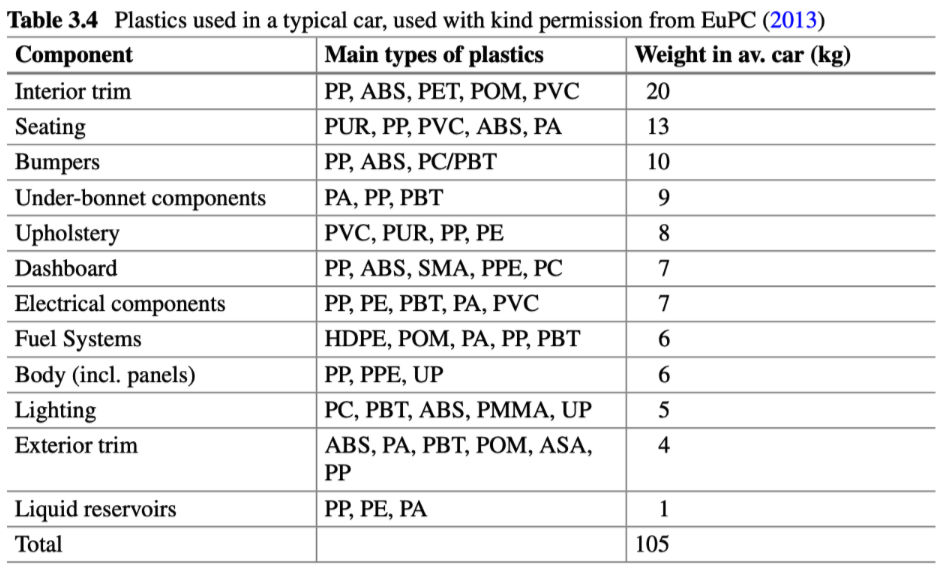 Table 3.4 Plastics used in a typical car, used with kind permission from EuPC (2013)
Component Main types of plastics Weight in av. car (kg)
Interior trim PP, ABS, PET, POM, PVC 20
Seating PUR, PP, PVC, ABS, PA 13
Bumpers PP, ABS, PC/PBT 10
Under-bonnet components PA, PP, PBT 9
Upholstery PVC, PUR, PP, PE 8
Dashboard PP, ABS, SMA, PPE, PC 7
Electrical components PP, PE, PBT, PA, PVC 7
Fuel Systems HDPE, POM, PA, PP, PBT 6
Body (incl. panels) PP, PPE, UP 6
Lighting PC, PBT, ABS, PMMA, UP 5
Exterior trim ABS, PA, PBT, POM, ASA, 4
PP
Liquid reservoirs PP, PE, PA 1
Total 105